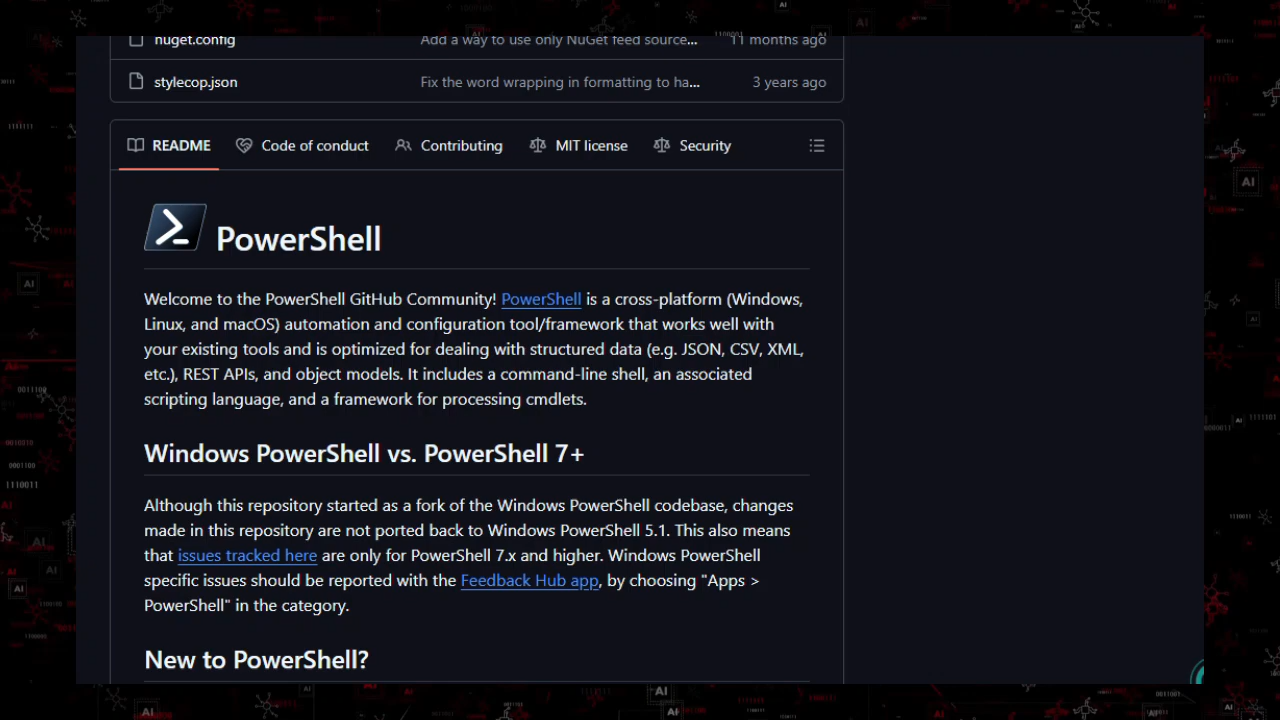 nuget.config Add a way to use only NuGet feed source... 11 months ago
stylecop.json Fix the word wrapping in formatting to ha... 3 years ago
README Code of conduct Contributing MIT license Security
PowerShell
Welcome to the PowerShell GitHub Community! PowerShell is a cross-platform (Windows,
Linux, and macOS) automation and configuration tool/framework that works well with
your existing tools and is optimized for dealing with structured data (e.g. JSON, CSV, XML,
etc.), REST APIs, and object models. It includes a command-line shell, an associated
scripting language, and a framework for processing cmdlets.
Windows PowerShell vs. PowerShell 7+
Although this repository started as a fork of the Windows PowerShell codebase, changes
made in this repository are not ported back to Windows PowerShell 5.1. This also means
that issues tracked here are only for PowerShell 7.x and higher. Windows PowerShell
specific issues should be reported with the Feedback Hub app, by choosing "Apps >
PowerShell" in the category.
New to PowerShell?